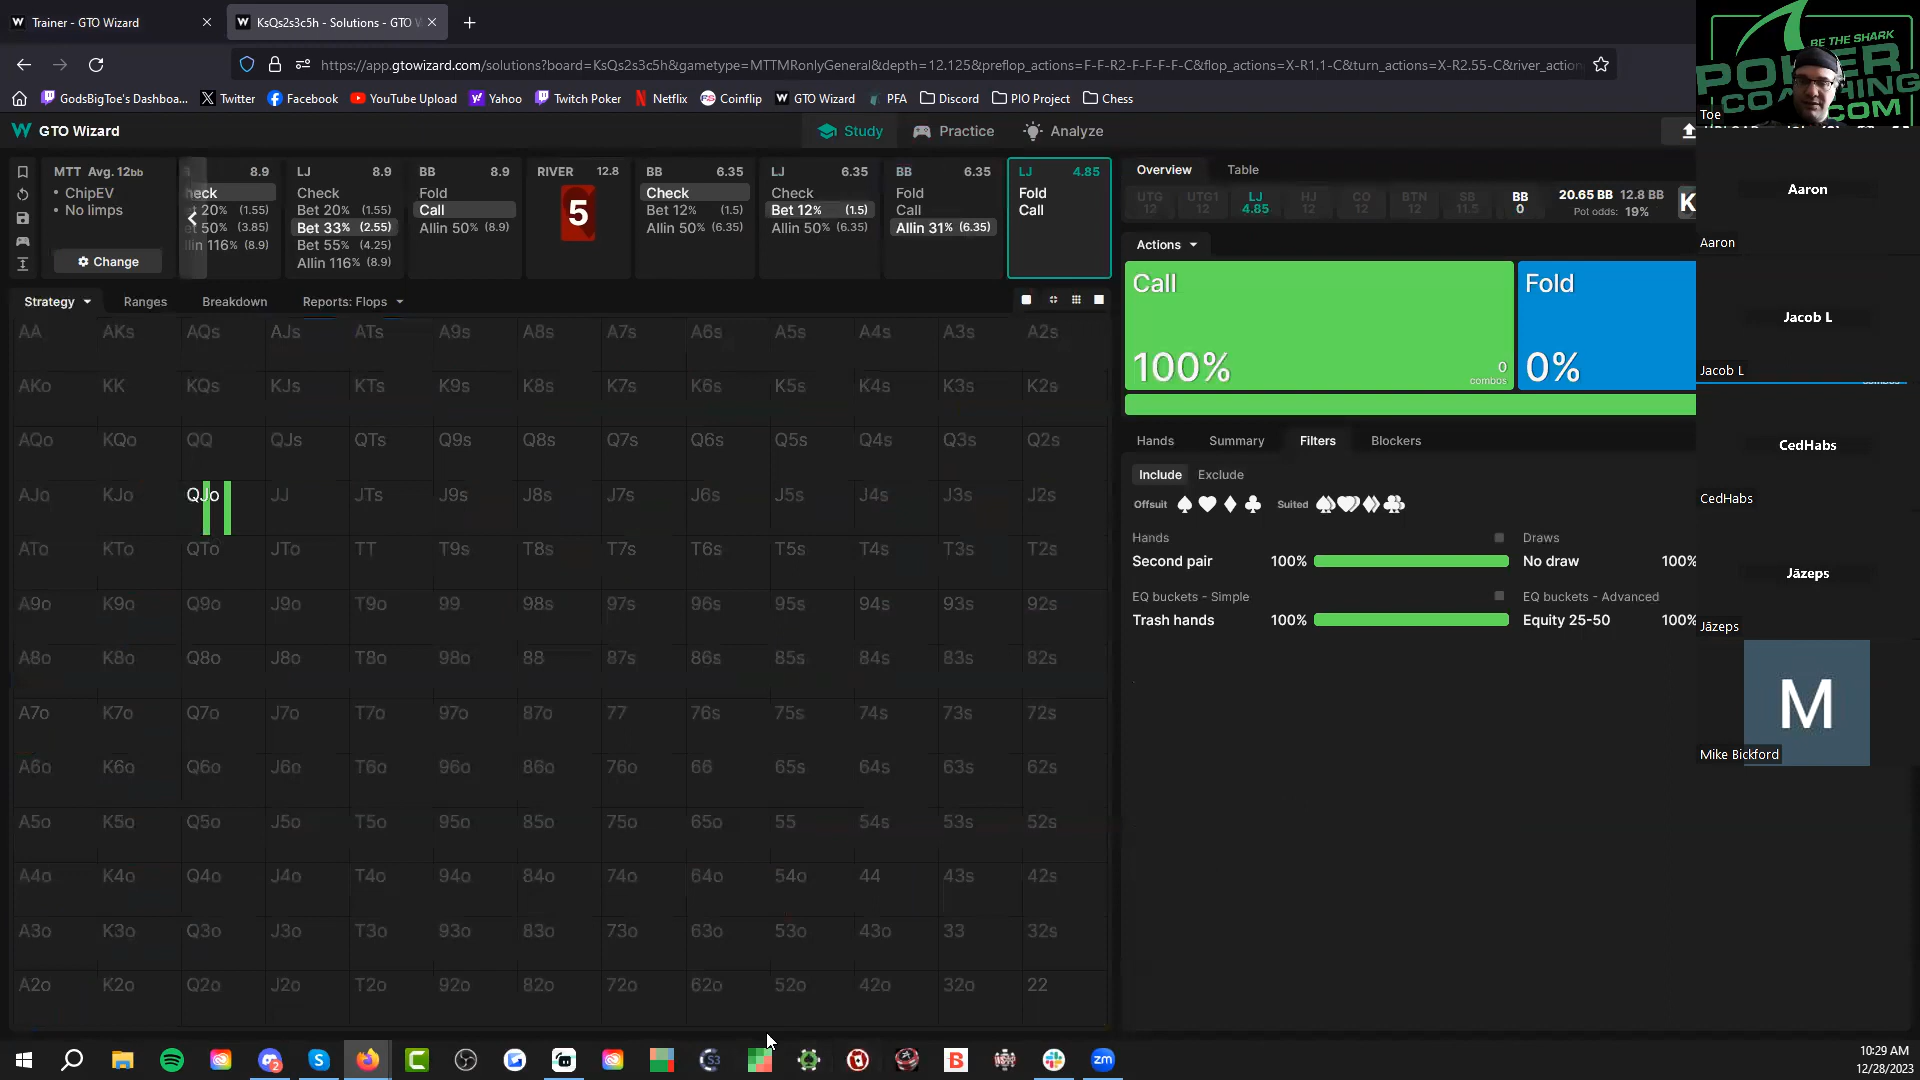 Trainer - GTO Wizard
KsQs2s3c5h - Solutions - GTO W
https://app.gtowizard.com/solutions?board=KsQs2s3c5h&gametype=MTTMRonlyGeneral&depth=12.125&preflop_actions=F-F-R2-F-F-F-F-C&flop_actions=X-R1.1-C&turn_actions=X-R2.55-C&river_action
GodsBigToe's Dashboa... Twitter Facebook YouTube Upload Yahoo Twitch Poker Netflix Coinflip GTO Wizard PFA Discord PIO Project Chess
BE THE SHARK
POKER
COACHING
.COM
Toe
GTO Wizard
Study Practice Analyze
MTT Avg. 12bb
• ChipEV
• No limps
Change
8.9
heck
et 20% (1.55)
et 50% (3.85)
llin 116% (8.9)
LJ 8.9
Check
Bet 20% (1.55)
Bet 33% (2.55)
Bet 55% (4.25)
Allin 116% (8.9)
BB 8.9
Fold
Call
Allin 50% (8.9)
RIVER 12.8
5
BB 6.35
Check
Bet 12% (1.5)
Allin 50% (6.35)
LJ 6.35
Check
Bet 12% (1.5)
Allin 50% (6.35)
BB 6.35
Fold
Call
Allin 31% (6.35)
LJ 4.85
Fold
Call
Overview Table
UTG 12
UTG1 12
LJ 4.85
HJ 12
CO 12
BTN 12
SB 11.5
BB 0
20.65 BB 12.8 BB
Pot odds: 19%
K
Actions
Call
100%
0 combos
Fold
0%
Strategy Ranges Breakdown Reports: Flops
AA AKs AQs AJs ATs A9s A8s A7s A6s A5s A4s A3s A2s
AKo KK KQs KJs KTs K9s K8s K7s K6s K5s K4s K3s K2s
AQo KQo QQ QJs QTs Q9s Q8s Q7s Q6s Q5s Q4s Q3s Q2s
AJo KJo QJo JJ JTs J9s J8s J7s J6s J5s J4s J3s J2s
ATo KTo QTo JTo TT T9s T8s T7s T6s T5s T4s T3s T2s
A9o K9o Q9o J9o T9o 99 98s 97s 96s 95s 94s 93s 92s
A8o K8o Q8o J8o T8o 98o 88 87s 86s 85s 84s 83s 82s
A7o K7o Q7o J7o T7o 97o 87o 77 76s 75s 74s 73s 72s
A6o K6o Q6o J6o T6o 96o 86o 76o 66 65s 64s 63s 62s
A5o K5o Q5o J5o T5o 95o 85o 75o 65o 55 54s 53s 52s
A4o K4o Q4o J4o T4o 94o 84o 74o 64o 54o 44 43s 42s
A3o K3o Q3o J3o T3o 93o 83o 73o 63o 53o 43o 33 32s
A2o K2o Q2o J2o T2o 92o 82o 72o 62o 52o 42o 32o 22
Hands Summary Filters Blockers
Include Exclude
Offsuit Suited
Hands
Second pair 100%
Draws
No draw 100%
EQ buckets - Simple
Trash hands 100%
EQ buckets - Advanced
Equity 25-50 100%
Aaron
Aaron
Jacob L
Jacob L
CedHabs
CedHabs
Jāzeps
Jāzeps
M
Mike Bickford
2
S
S3
B
zm
10:29 AM
12/28/2023